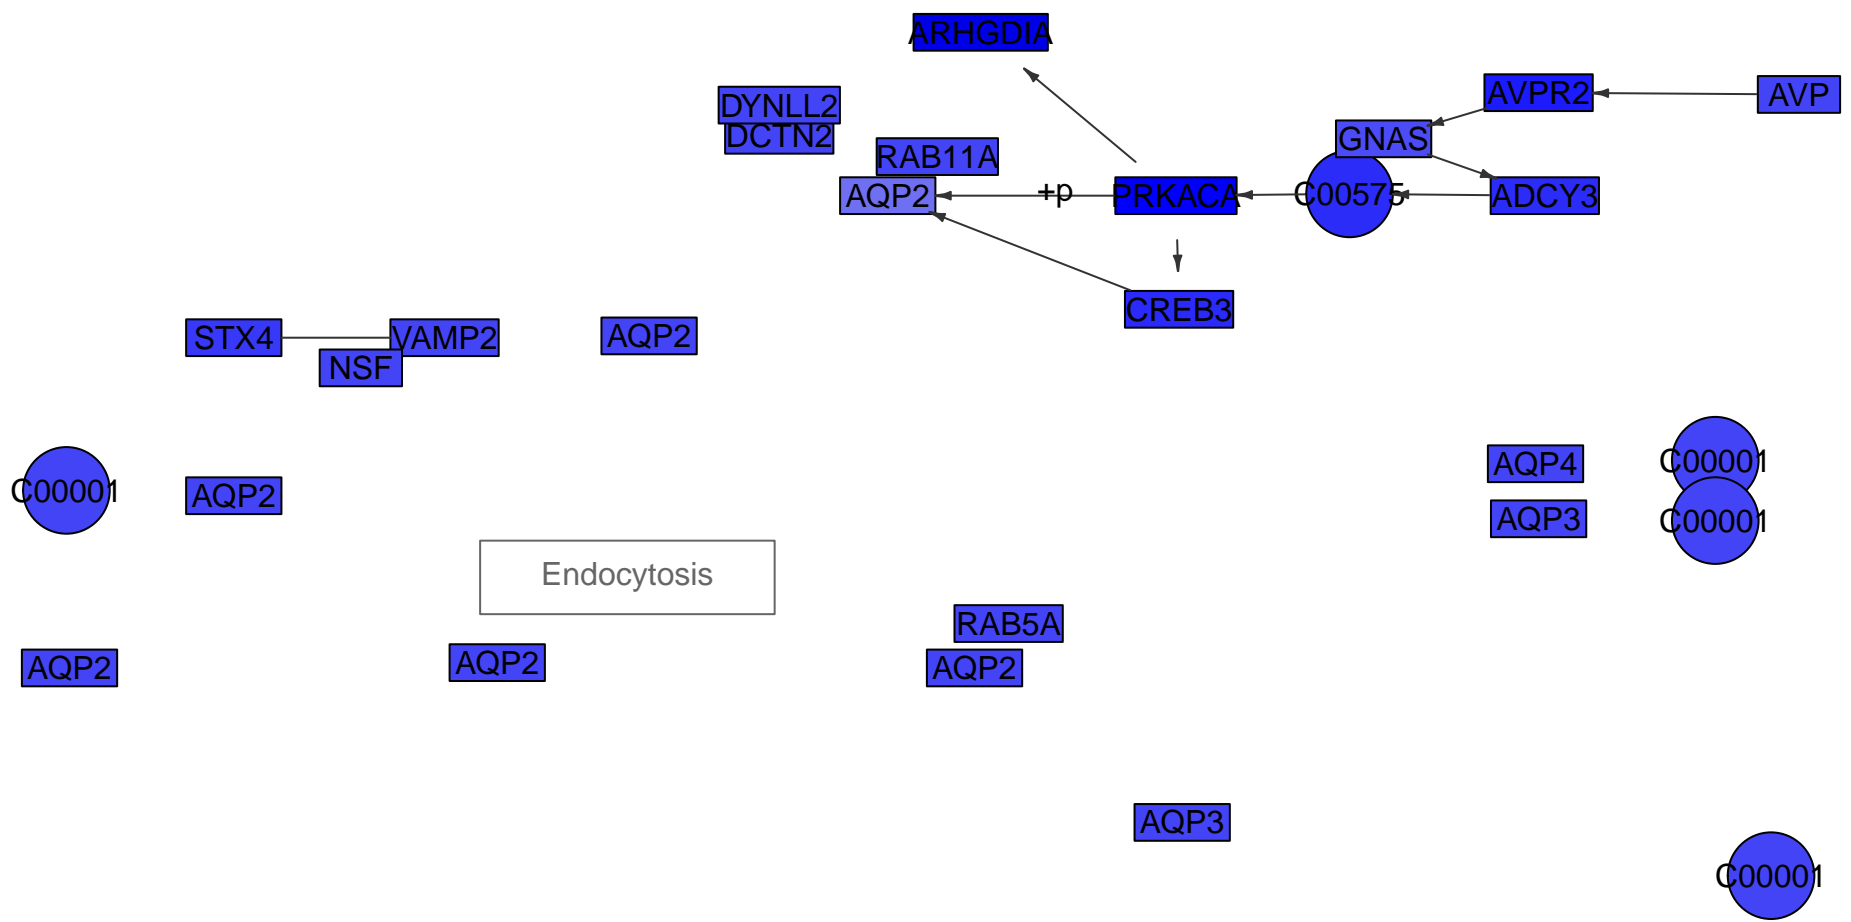 ARHGDIA
DYNLL2
DCTN2
AVPR2
AVP
GNAS
RAB11A
AQP2
+p
PRKACA
C00575
ADCY3
CREB3
STX4
VAMP2
NSF
AQP2
C00001
AQP2
AQP4
C00001
AQP3
C00001
Endocytosis
RAB5A
AQP2
AQP2
AQP2
AQP3
C00001